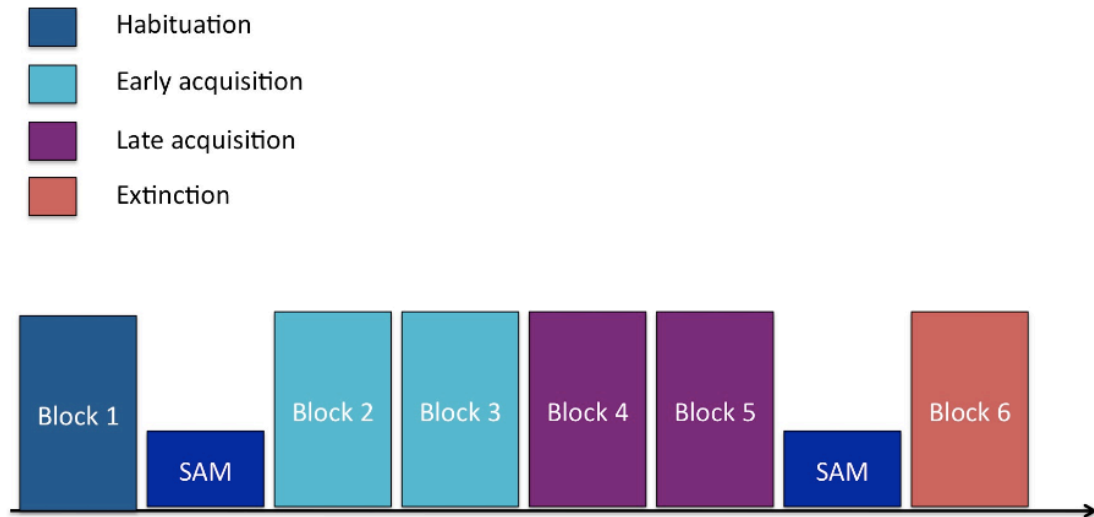 Habituation
Early acquisition
Late acquisition
Extinction
Block 1
SAM
Block 2
Block 3
Block 4
Block 5
SAM
Block 6